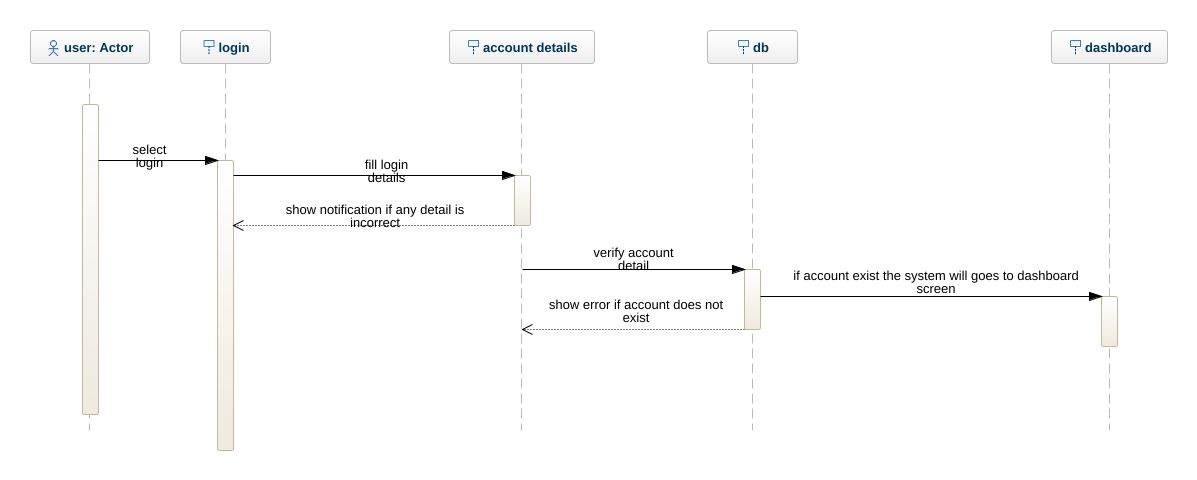 user: Actor
login
account details
db
dashboard
select
login
fill login
details
show notification if any detail is
incorrect
verify account
detail
if account exist the system will goes to dashboard
screen
show error if account does not
exist